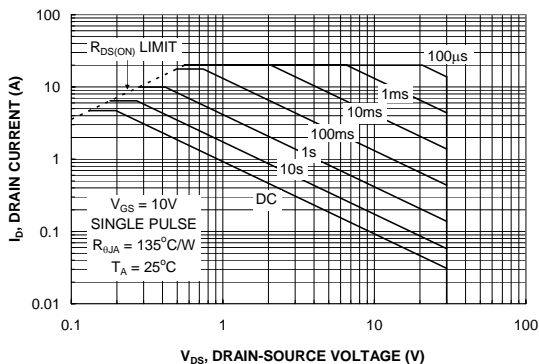 100
R_DS(ON) LIMIT
100μs
10
1ms
10ms
100ms
1
1s
10s
DC
V_GS = 10V
SINGLE PULSE
R_θJA = 135°C/W
T_A = 25°C
0.1
0.01
0.1
1
10
100
I_D, DRAIN CURRENT (A)
V_DS, DRAIN-SOURCE VOLTAGE (V)